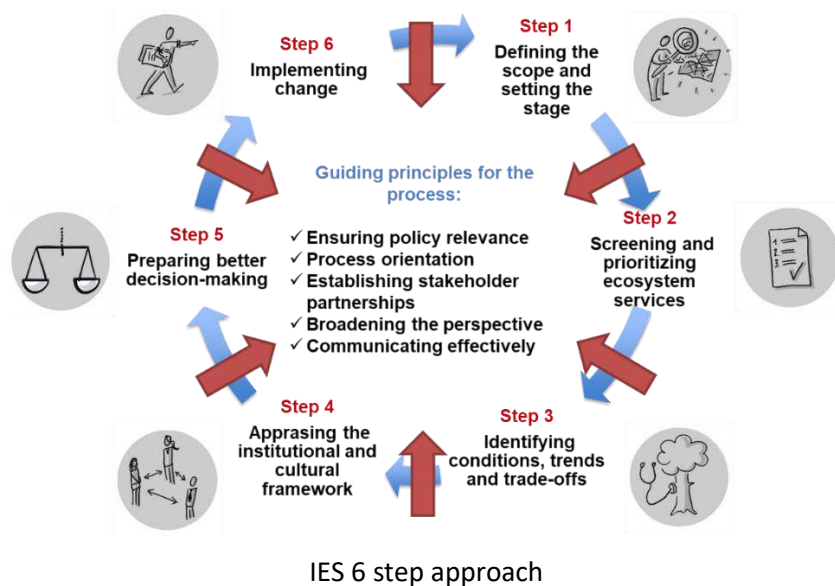 Step 1
Defining the
scope and
setting the
stage
Step 2
Screening and
prioritizing
ecosystem
services
1
2
3
Step 3
Identifying
conditions, trends
and trade-offs
Step 4
Apprasing the
institutional and
cultural
framework
Step 5
Preparing better
decision-making
Step 6
Implementing
change
Guiding principles for the
process:
✓ Ensuring policy relevance
✓ Process orientation
✓ Establishing stakeholder
partnerships
✓ Broadening the perspective
✓ Communicating effectively
IES 6 step approach